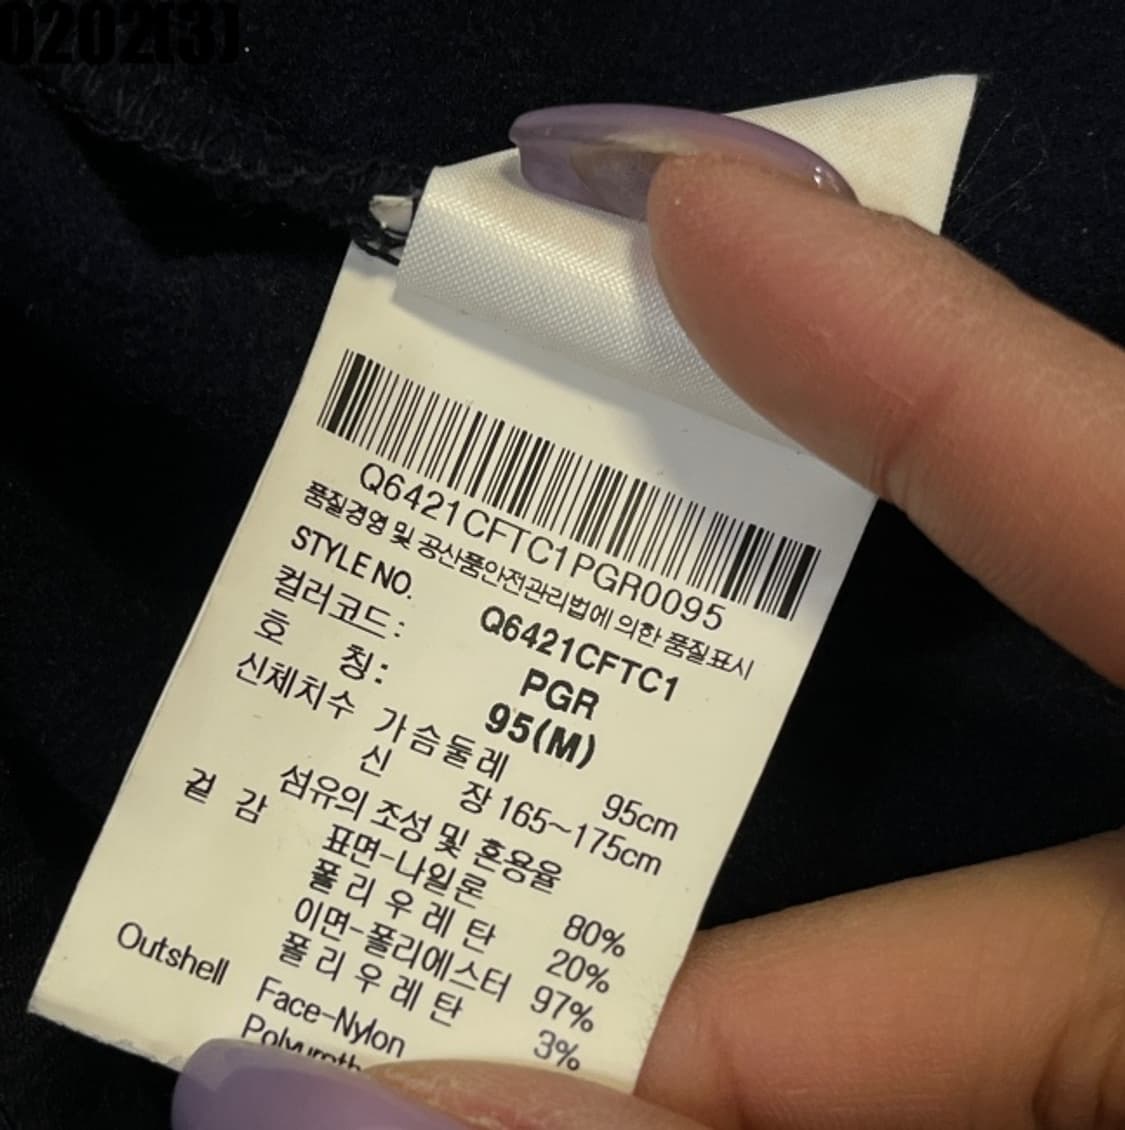 0202(3)
Q6421CFTC1PGR0095
품질경영 및 공산품안전관리법에 의한 품질표시
STYLE NO. Q6421CFTC1
컬러코드: PGR
호 칭: 95(M)
신체치수 가슴둘레 95cm
신 장 165~175cm
섬유의 조성 및 혼용율
겉 감 표면-나일론 80%
폴리우레탄 20%
이면-폴리에스터 97%
폴리우레탄 3%
Outshell Face-Nylon